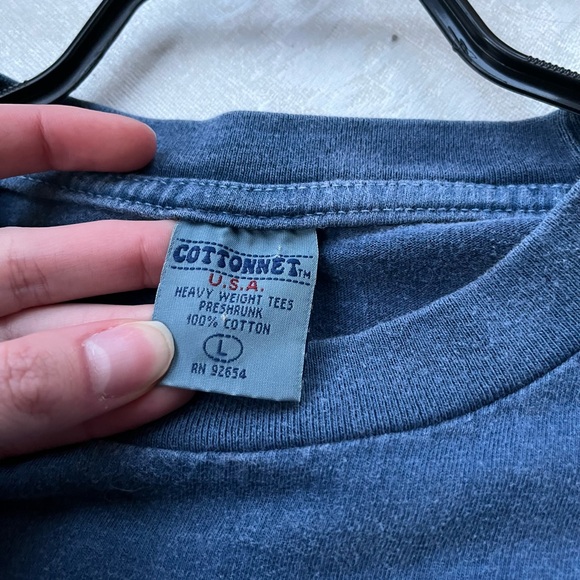 COTTONNET™
U.S.A.
HEAVY WEIGHT TEES
PRESHRUNK
100% COTTON
L
RN 92654